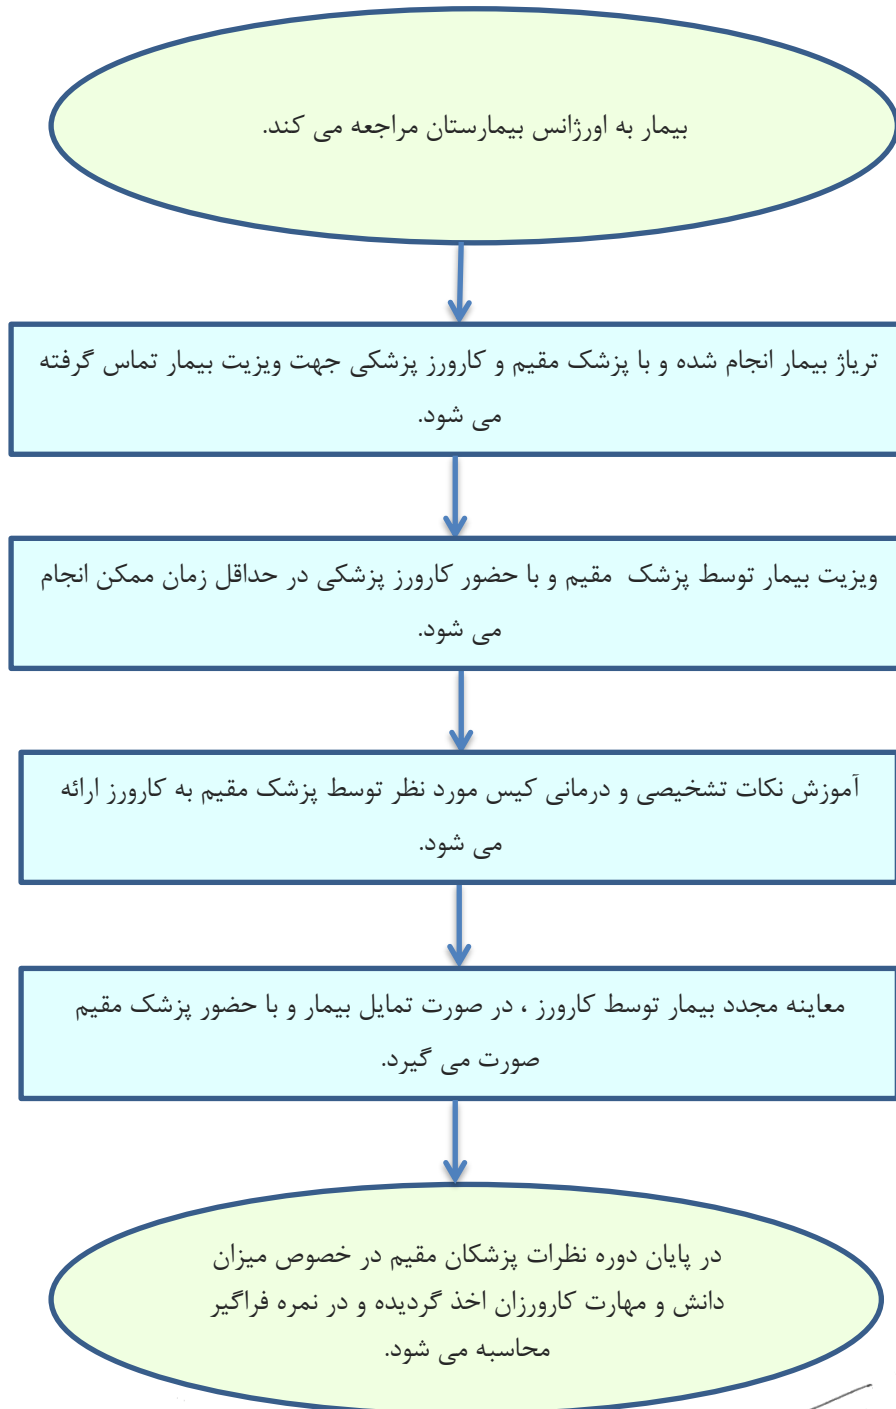 بیمار به اورژانس بیمارستان مراجعه می کند.
تریاژ بیمار انجام شده و با پزشک مقیم و کارورز پزشکی جهت ویزیت بیمار تماس گرفته
می شود.
ویزیت بیمار توسط پزشک مقیم و با حضور کارورز پزشکی در حداقل زمان ممکن انجام
می شود.
آموزش نکات تشخیصی و درمانی کیس مورد نظر توسط پزشک مقیم به کارورز ارائه
می شود.
معاینه مجدد بیمار توسط کارورز ، در صورت تمایل بیمار و با حضور پزشک مقیم
صورت می گیرد.
در پایان دوره نظرات پزشکان مقیم در خصوص میزان
دانش و مهارت کارورزان اخذ گردیده و در نمره فراگیر
محاسبه می شود.